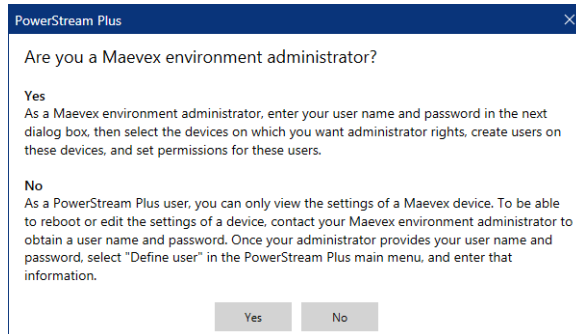 PowerStream Plus
Are you a Maevex environment administrator?
Yes
As a Maevex environment administrator, enter your user name and password in the next
dialog box, then select the devices on which you want administrator rights, create users on
these devices, and set permissions for these users.
No
As a PowerStream Plus user, you can only view the settings of a Maevex device. To be able
to reboot or edit the settings of a device, contact your Maevex environment administrator to
obtain a user name and password. Once your administrator provides your user name and
password, select "Define user" in the PowerStream Plus main menu, and enter that
information.
Yes No